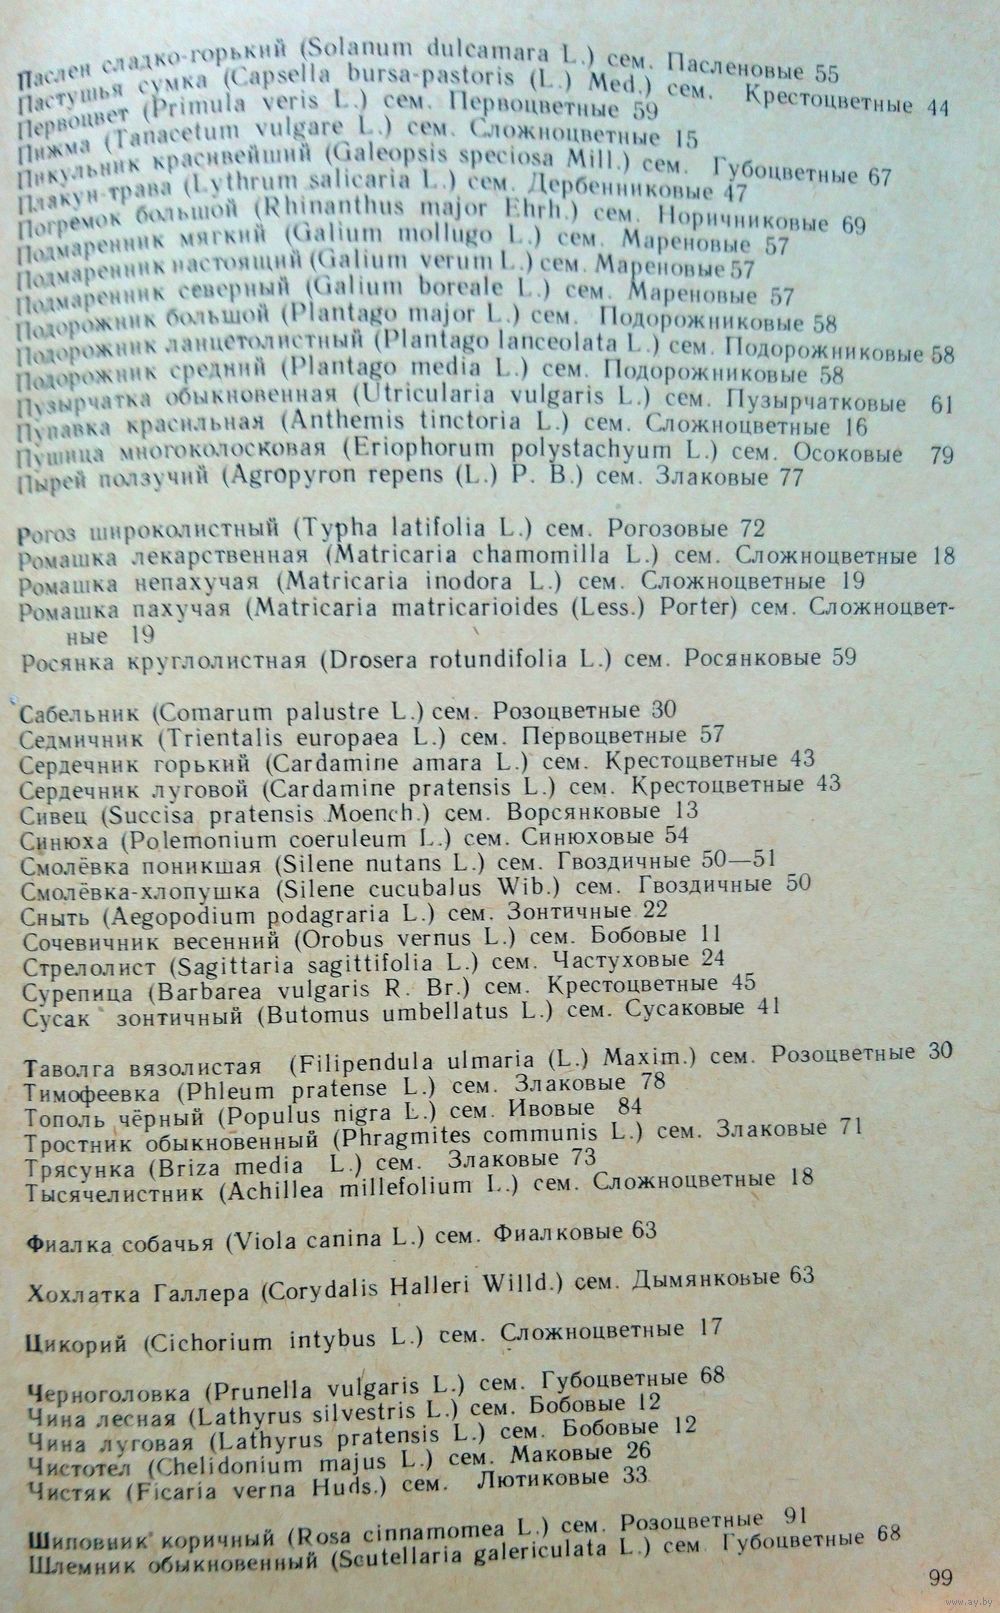 Паслен сладко-горький (Solanum dulcamara L.) сем. Пасленовые 55
Пастушья сумка (Capsella bursa-pastoris (L.) Med.) сем. Крестоцветные 44
Первоцвет (Primula veris L.) сем. Первоцветные 59
Пижма (Tanacetum vulgare L.) сем. Сложноцветные 15
Пикульник красивейший (Galeopsis speciosa Mill.) сем. Губоцветные 67
Плакун-трава (Lythrum salicaria L.) сем. Дербенниковые 47
Погремок большой (Rhinanthus major Ehrh.) сем. Норичниковые 69
Подмаренник мягкий (Galium mollugo L.) сем. Мареновые 57
Подмаренник настоящий (Galium verum L.) сем. Мареновые 57
Подмаренник северный (Galium boreale L.) сем. Мареновые 57
Подорожник большой (Plantago major L.) сем. Подорожниковые 58
Подорожник ланцетолистный (Plantago lanceolata L.) сем. Подорожниковые 58
Подорожник средний (Plantago media L.) сем. Подорожниковые 58
Пузырчатка обыкновенная (Utricularia vulgaris L.) сем. Пузырчатковые 61
Пупавка красильная (Anthemis tinctoria L.) сем. Сложноцветные 16
Пушица многоколосковая (Eriophorum polystachyum L.) сем. Осоковые 79
Пырей ползучий (Agropyron repens (L.) P. B.) сем. Злаковые 77
Рогоз широколистный (Typha latifolia L.) сем. Рогозовые 72
Ромашка лекарственная (Matricaria chamomilla L.) сем. Сложноцветные 18
Ромашка непахучая (Matricaria inodora L.) сем. Сложноцветные 19
Ромашка пахучая (Matricaria matricarioides (Less.) Porter) сем. Сложноцвет-
ные 19
Росянка круглолистная (Drosera rotundifolia L.) сем. Росянковые 59
Сабельник (Comarum palustre L.) сем. Розоцветные 30
Седмичник (Trientalis europaea L.) сем. Первоцветные 57
Сердечник горький (Cardamine amara L.) сем. Крестоцветные 43
Сердечник луговой (Cardamine pratensis L.) сем. Крестоцветные 43
Сивец (Succisa pratensis Moench.) сем. Ворсянковые 13
Синюха (Polemonium coeruleum L.) сем. Синюховые 54
Смолёвка поникшая (Silene nutans L.) сем. Гвоздичные 50—51
Смолёвка-хлопушка (Silene cucubalus Wib.) сем. Гвоздичные 50
Сныть (Aegopodium podagraria L.) сем. Зонтичные 22
Сочевичник весенний (Orobus vernus L.) сем. Бобовые 11
Стрелолист (Sagittaria sagittifolia L.) сем. Частуховые 24
Сурепица (Barbarea vulgaris R. Br.) сем. Крестоцветные 45
Сусак зонтичный (Butomus umbellatus L.) сем. Сусаковые 41
Таволга вязолистая (Filipendula ulmaria (L.) Maxim.) сем. Розоцветные 30
Тимофеевка (Phleum pratense L.) сем. Злаковые 78
Тополь чёрный (Populus nigra L.) сем. Ивовые 84
Тростник обыкновенный (Phragmites communis L.) сем. Злаковые 71
Трясунка (Briza media L.) сем. Злаковые 73
Тысячелистник (Achillea millefolium L.) сем. Сложноцветные 18
Фиалка собачья (Viola canina L.) сем. Фиалковые 63
Хохлатка Галлера (Corydalis Halleri Willd.) сем. Дымянковые 63
Цикорий (Cichorium intybus L.) сем. Сложноцветные 17
Черноголовка (Prunella vulgaris L.) сем. Губоцветные 68
Чина лесная (Lathyrus silvestris L.) сем. Бобовые 12
Чина луговая (Lathyrus pratensis L.) сем. Бобовые 12
Чистотел (Chelidonium majus L.) сем. Маковые 26
Чистяк (Ficaria verna Huds.) сем. Лютиковые 33
Шиповник коричный (Rosa cinnamomea L.) сем. Розоцветные 91
Шлемник обыкновенный (Scutellaria galericulata L.) сем. Губоцветные 68
99
www.ay.by